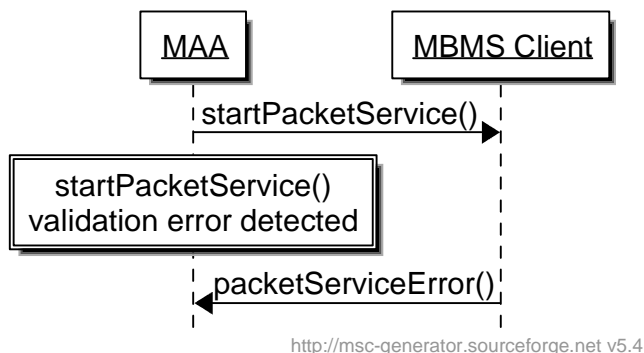 MAA
MBMS Client
startPacketService()
startPacketService()
validation error detected
packetServiceError()
http://msc-generator.sourceforge.net v5.4